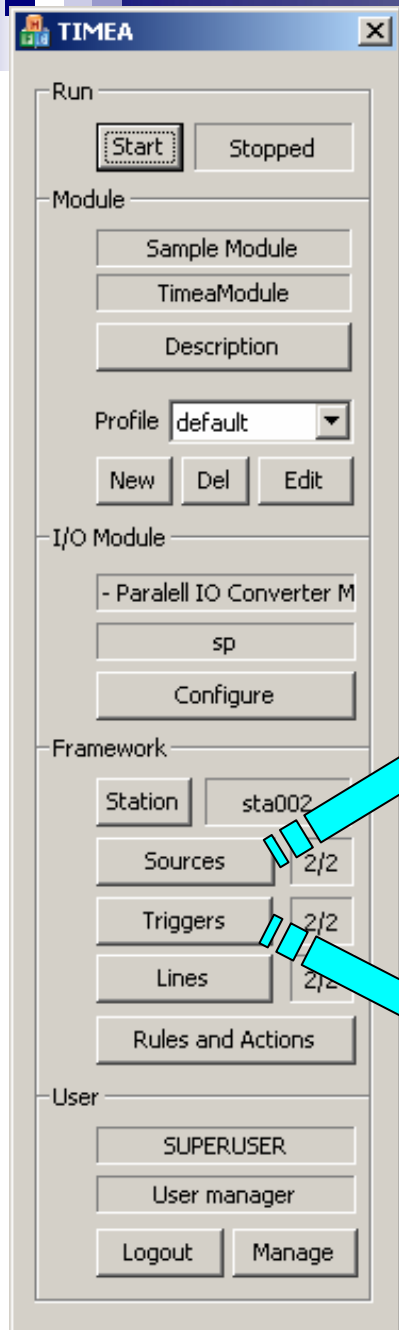 TIMEA
Run
Start Stopped
Module
Sample Module
TimeaModule
Description
Profile default
New Del Edit
I/O Module
- Paralell IO Converter M
sp
Configure
Framework
Station sta002
Sources 2/2
Triggers 2/2
Lines 2/2
Rules and Actions
User
SUPERUSER
User manager
Logout Manage